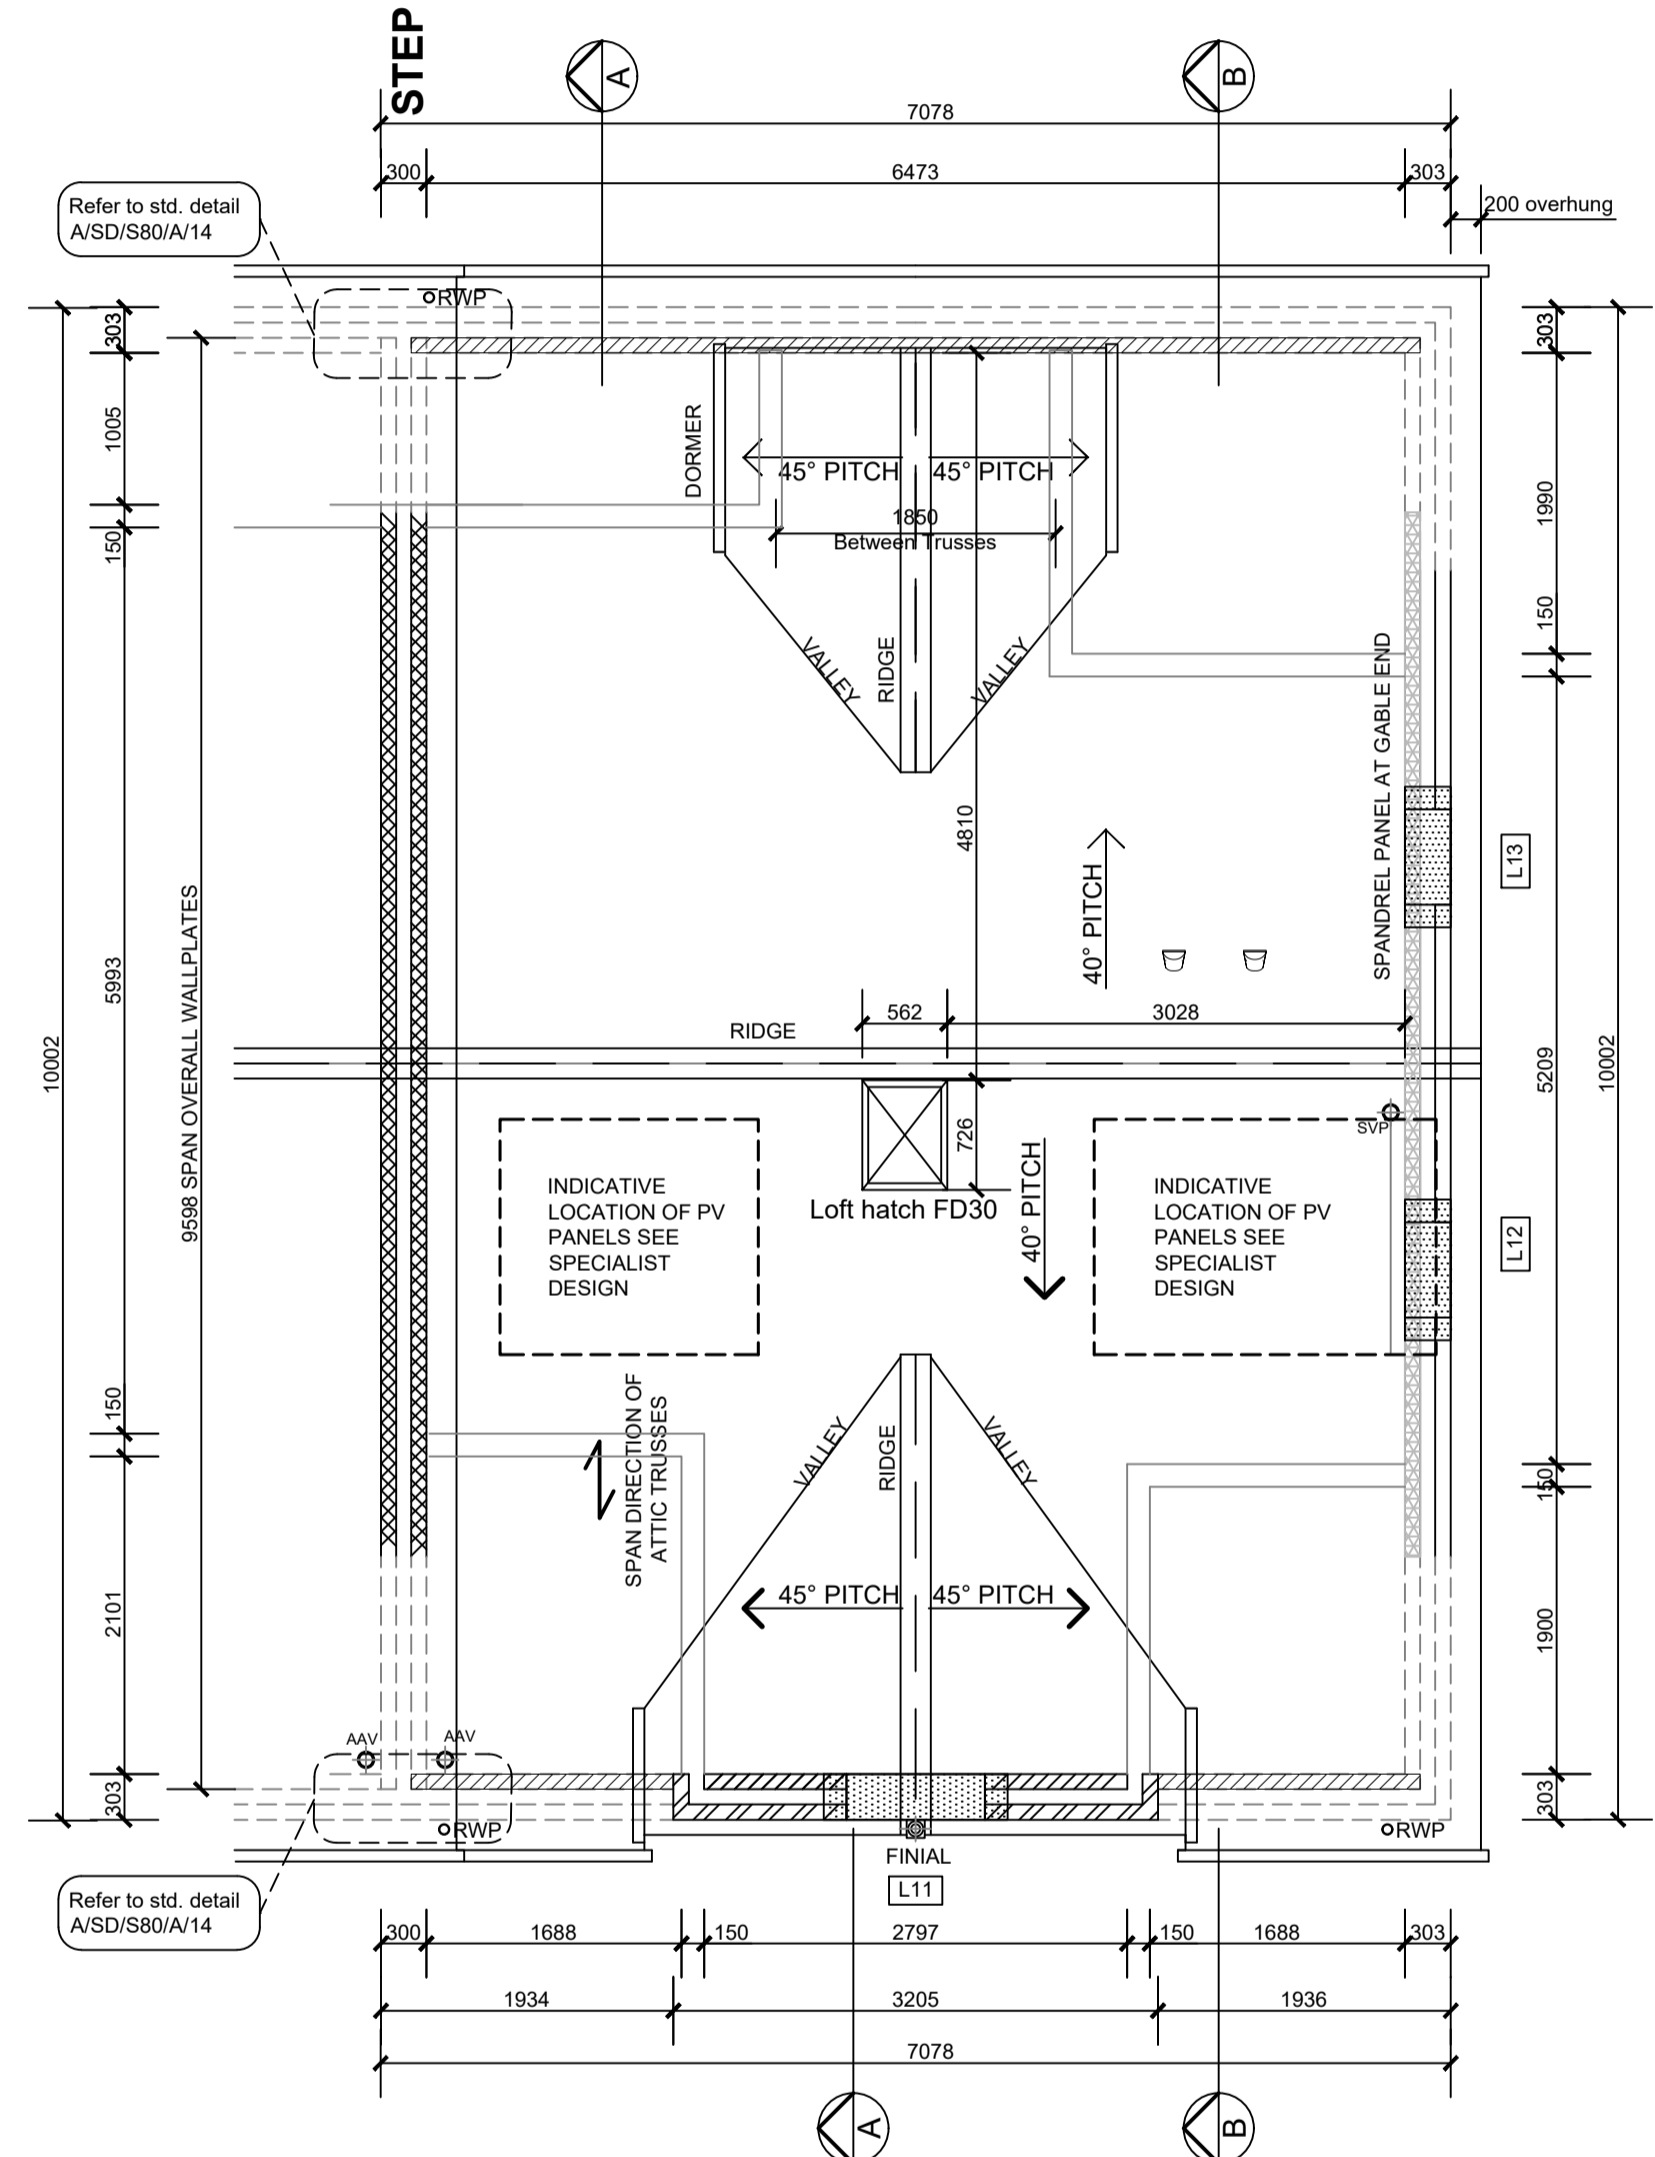 STEP
A
B
7078
300
6473
303
200 overhung
Refer to std. detail
A/SD/S80/A/14
RWP
303
1005
150
5993
150
2101
303
10002
9598 SPAN OVERALL WALLPLATES
DORMER
45° PITCH
45° PITCH
1850
Between Trusses
VALLEY
RIDGE
VALLEY
4810
SPANDREL PANEL AT GABLE END
303
1990
150
5209
150
1900
303
10002
L13
40° PITCH
562
3028
RIDGE
726
SVP
INDICATIVE
LOCATION OF PV
PANELS SEE
SPECIALIST
DESIGN
Loft hatch FD30
40° PITCH
INDICATIVE
LOCATION OF PV
PANELS SEE
SPECIALIST
DESIGN
L12
SPAN DIRECTION OF
ATTIC TRUSSES
VALLEY
RIDGE
VALLEY
45° PITCH
45° PITCH
AAV
AAV
RWP
RWP
FINIAL
L11
Refer to std. detail
A/SD/S80/A/14
300
1688
150
2797
150
1688
303
1934
3205
1936
7078
A
B